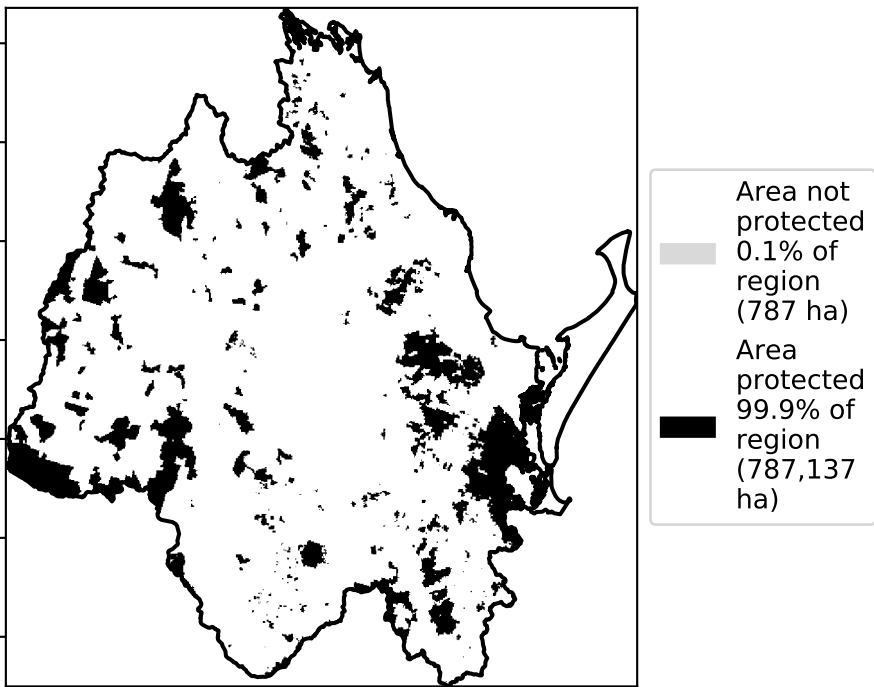 Area not
protected
0.1% of
region
(787 ha)
Area
protected
99.9% of
region
(787,137
ha)